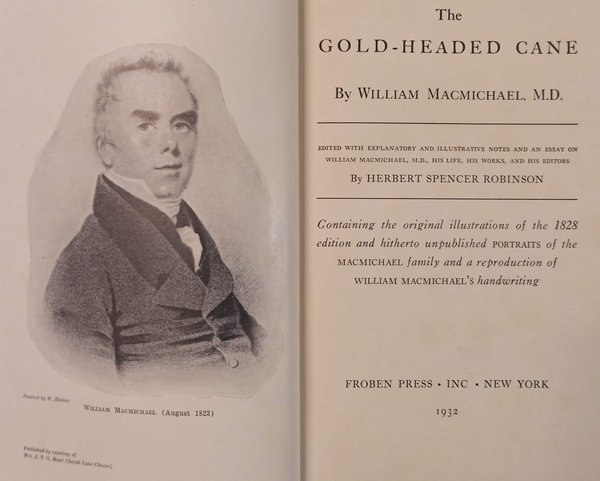 Painted by W. Haines
WILLIAM MACMICHAEL (August 1823)
Published by courtesy of
Mrs. A. T. G. Huré (Sarah Lane Chaser)
The
GOLD-HEADED CANE
By WILLIAM MACMICHAEL, M.D.
EDITED WITH EXPLANATORY AND ILLUSTRATIVE NOTES AND AN ESSAY ON
WILLIAM MACMICHAEL, M.D., HIS LIFE, HIS WORKS, AND HIS EDITORS
By HERBERT SPENCER ROBINSON
Containing the original illustrations of the 1828
edition and hitherto unpublished PORTRAITS of the
MACMICHAEL family and a reproduction of
WILLIAM MACMICHAEL'S handwriting
FROBEN PRESS • INC • NEW YORK
1932